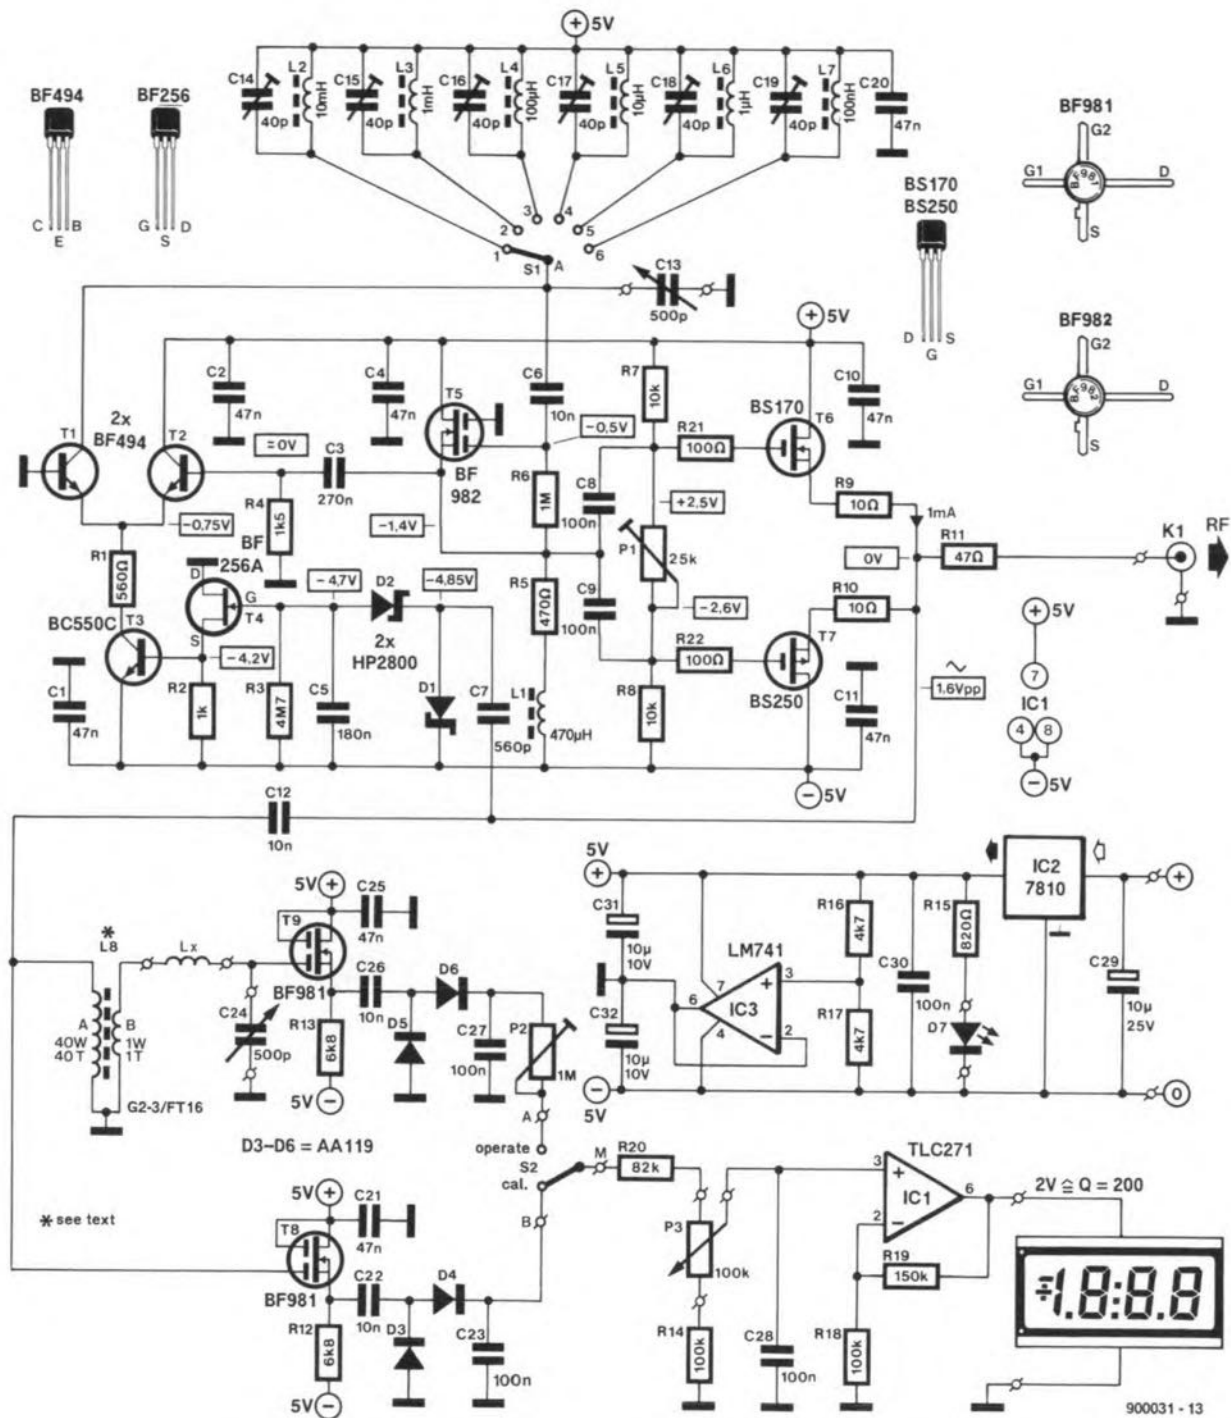 5V
C14
40p
L2
10mH
C15
40p
L3
1mH
C16
40p
L4
100µH
C17
40p
L5
10µH
C18
40p
L6
1µH
C19
40p
L7
100nH
C20
47n
BF494
C
E
B
BF256
G
S
D
BF981
G2
G1
D
S
BF981
BS170
BS250
D
G
S
BF982
G2
G1
D
S
BF982
1
2
3
4
5
6
S1
A
C13
500p
5V
T1
2x
BF494
T2
C2
47n
C4
47n
T5
BF
982
C6
10n
-0,5V
R7
10k
BS170
T6
C10
47n
=0V
C3
270n
R4
1k5
-0,75V
-1,4V
R6
1M
C8
100n
R21
100Ω
+2,5V
R9
10Ω
1mA
R11
47Ω
K1
RF
R1
560Ω
BF
256A
D
G
S
T4
-4,7V
D2
2x
HP2800
-4,85V
R5
470Ω
C9
100n
P1
25k
-2,6V
0V
R10
10Ω
BC550C
T3
-4,2V
R22
100Ω
T7
BS250
C1
47n
R2
1k
R3
4M7
C5
180n
D1
C7
560p
L1
470µH
R8
10k
C11
47n
~
1,6Vpp
5V
7
IC1
4
8
5V
5V
C12
10n
5V
T9
BF981
C25
47n
*
L8
Lx
A
40W
40T
B
1W
1T
G2-3/FT16
C24
500p
R13
6k8
5V
C26
10n
D5
D6
C27
100n
P2
1M
A
operate
S2
cal.
B
M
D3–D6 = AA119
* see text
5V
T8
BF981
C21
47n
C22
10n
R12
6k8
5V
D3
D4
C23
100n
5V
C31
10µ
10V
C32
10µ
10V
5V
LM741
IC3
7
6
4
3
2
+
−
R16
4k7
R17
4k7
C30
100n
R15
820Ω
D7
IC2
7810
C29
10µ
25V
+
0
R20
82k
P3
100k
R14
100k
C28
100n
TLC271
IC1
3
2
6
+
−
R19
150k
R18
100k
2V ≙ Q = 200
÷1.8:8.8
900031 - 13